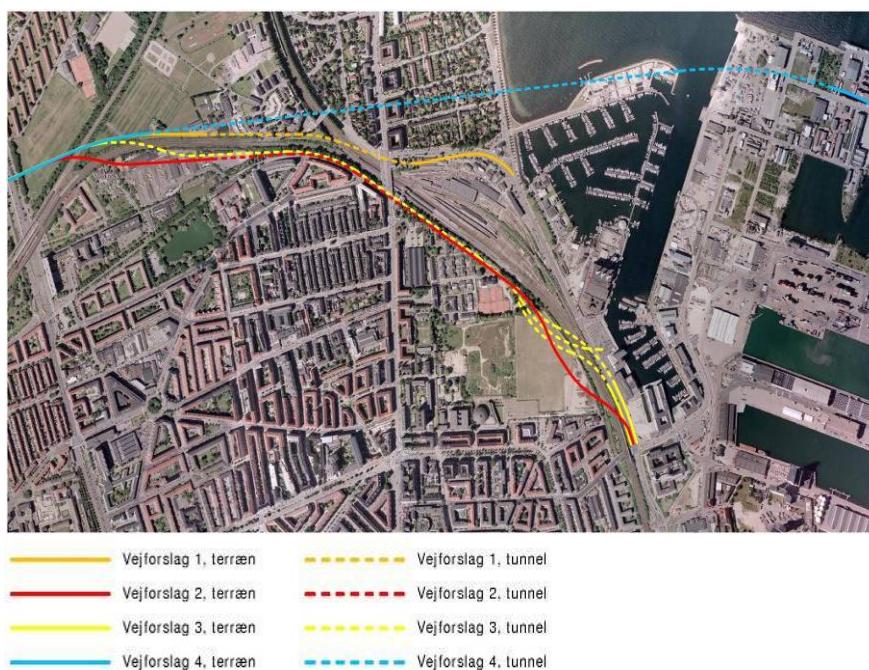 Vejforslag 1, terræn
Vejforslag 1, tunnel
Vejforslag 2, terræn
Vejforslag 2, tunnel
Vejforslag 3, terræn
Vejforslag 3, tunnel
Vejforslag 4, terræn
Vejforslag 4, tunnel